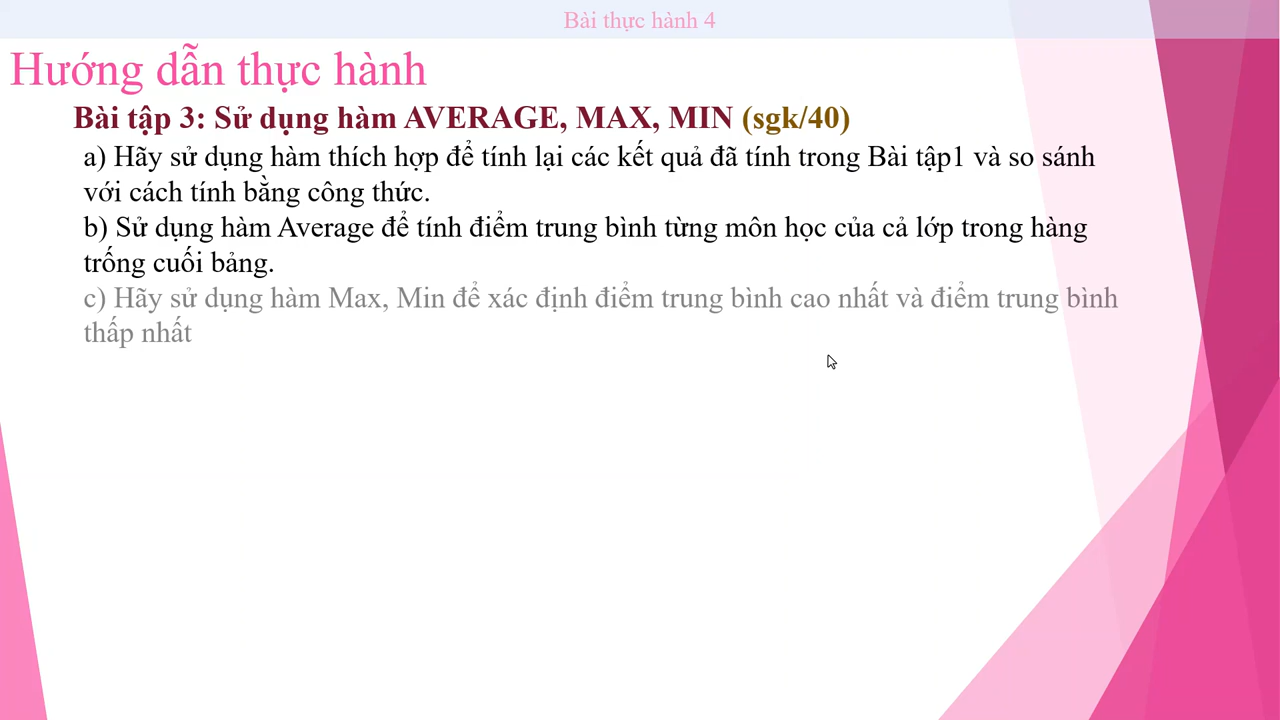 Bài thực hành 4
Hướng dẫn thực hành
Bài tập 3: Sử dụng hàm AVERAGE, MAX, MIN (sgk/40)
a) Hãy sử dụng hàm thích hợp để tính lại các kết quả đã tính trong Bài tập1 và so sánh
với cách tính bằng công thức.
b) Sử dụng hàm Average để tính điểm trung bình từng môn học của cả lớp trong hàng
trống cuối bảng.
c) Hãy sử dụng hàm Max, Min để xác định điểm trung bình cao nhất và điểm trung bình
thấp nhất